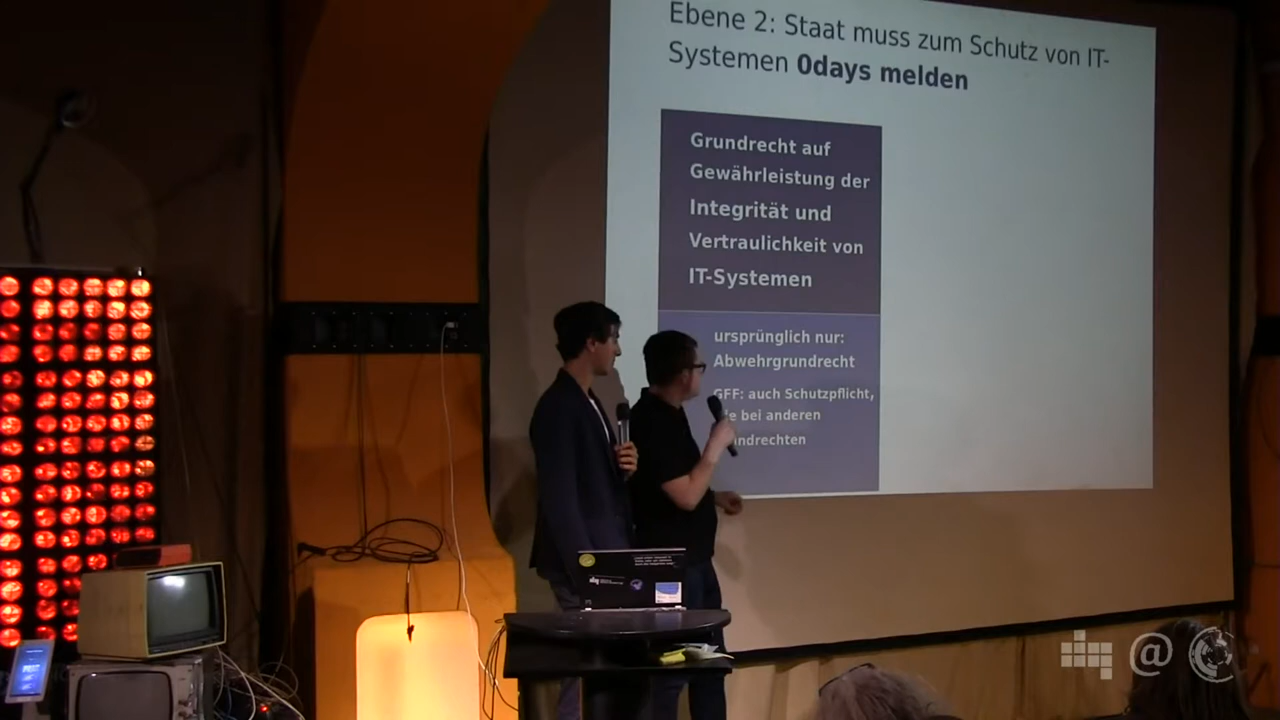 Ebene 2: Staat muss zum Schutz von IT-
Systemen 0days melden
Grundrecht auf
Gewährleistung der
Integrität und
Vertraulichkeit von
IT-Systemen
ursprünglich nur:
Abwehrgrundrecht
GFF: auch Schutzpflicht,
bei anderen
@